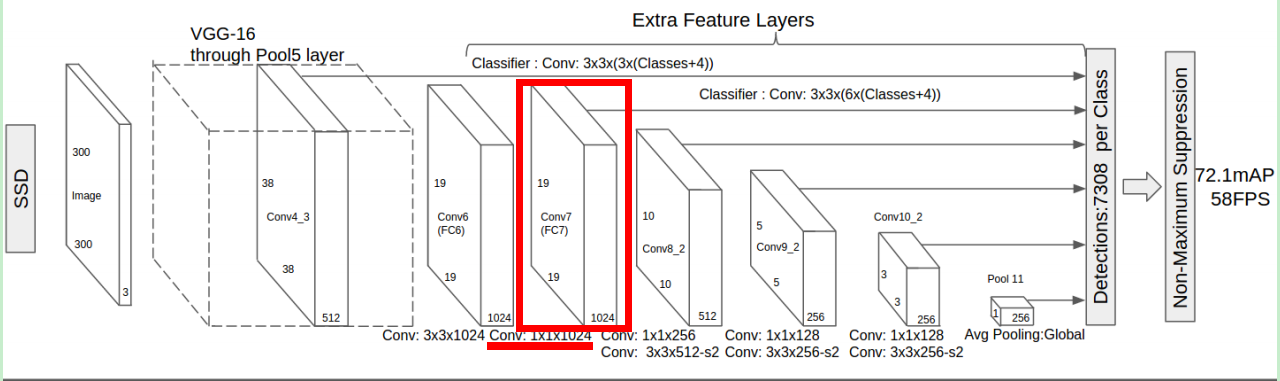 Extra Feature Layers
VGG-16
through Pool5 layer
Classifier : Conv: 3x3x(3x(Classes+4))
Classifier : Conv: 3x3x(6x(Classes+4))
SSD
300
Image
300
3
38
Conv4_3
38
512
19
Conv6
(FC6)
19
1024
19
Conv7
(FC7)
19
1024
10
Conv8_2
10
512
5
Conv9_2
5
256
Conv10_2
3
3
256
Pool 11
1
256
Detections:7308 per Class
Non-Maximum Suppression
72.1mAP
58FPS
Conv: 3x3x1024
Conv: 1x1x1024
Conv: 1x1x256
Conv: 3x3x512-s2
Conv: 1x1x128
Conv: 3x3x256-s2
Conv: 1x1x128
Conv: 3x3x256-s2
Avg Pooling:Global